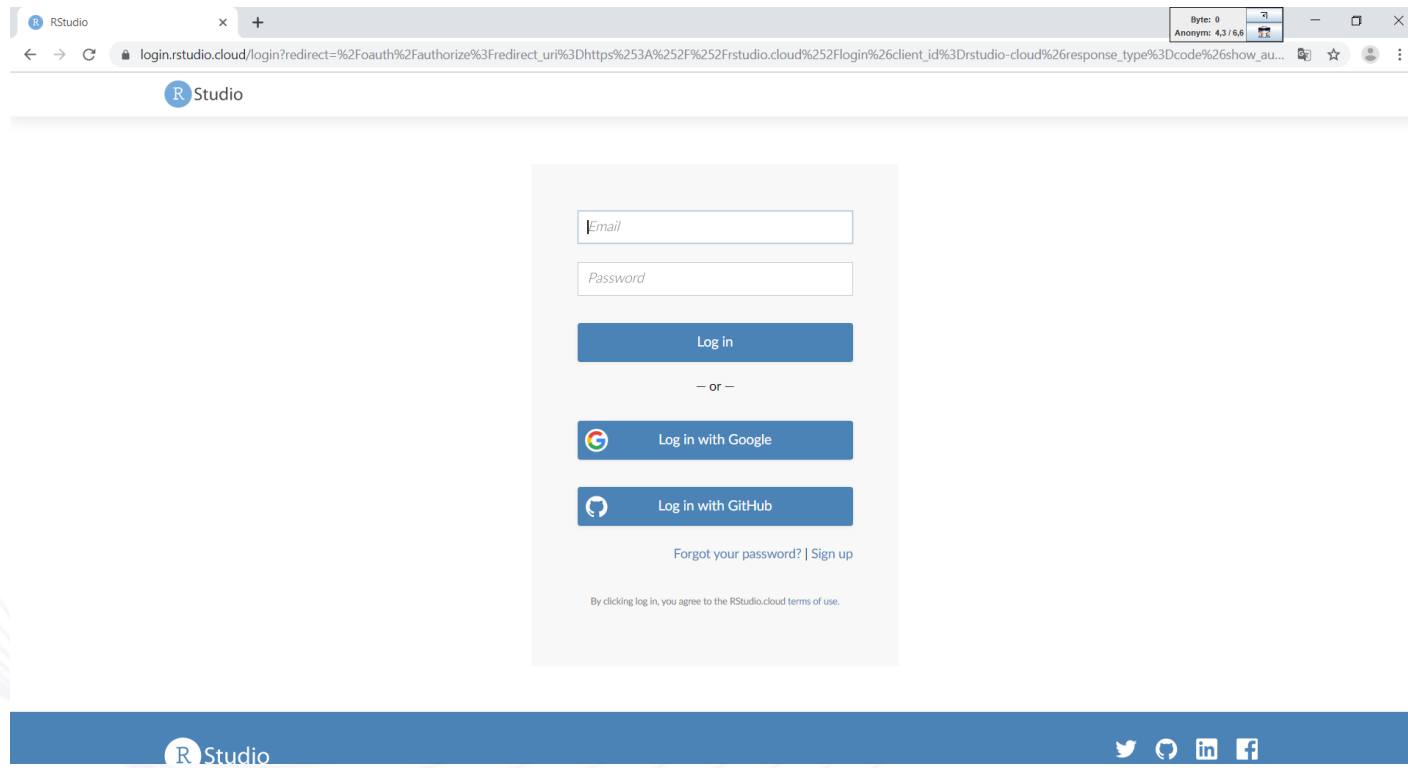 RStudio
Byte: 0
Anonym: 4,3 / 6,6
login.rstudio.cloud/login?redirect=%2Foauth%2Fauthorize%3Fredirect_uri%3Dhttps%253A%252F%252Frstudio.cloud%252Flogin%26client_id%3Drstudio-cloud%26response_type%3Dcode%26show_au...
R Studio
Email
Password
Log in
— or —
Log in with Google
Log in with GitHub
Forgot your password? | Sign up
By clicking log in, you agree to the RStudio.cloud terms of use.
R Studio